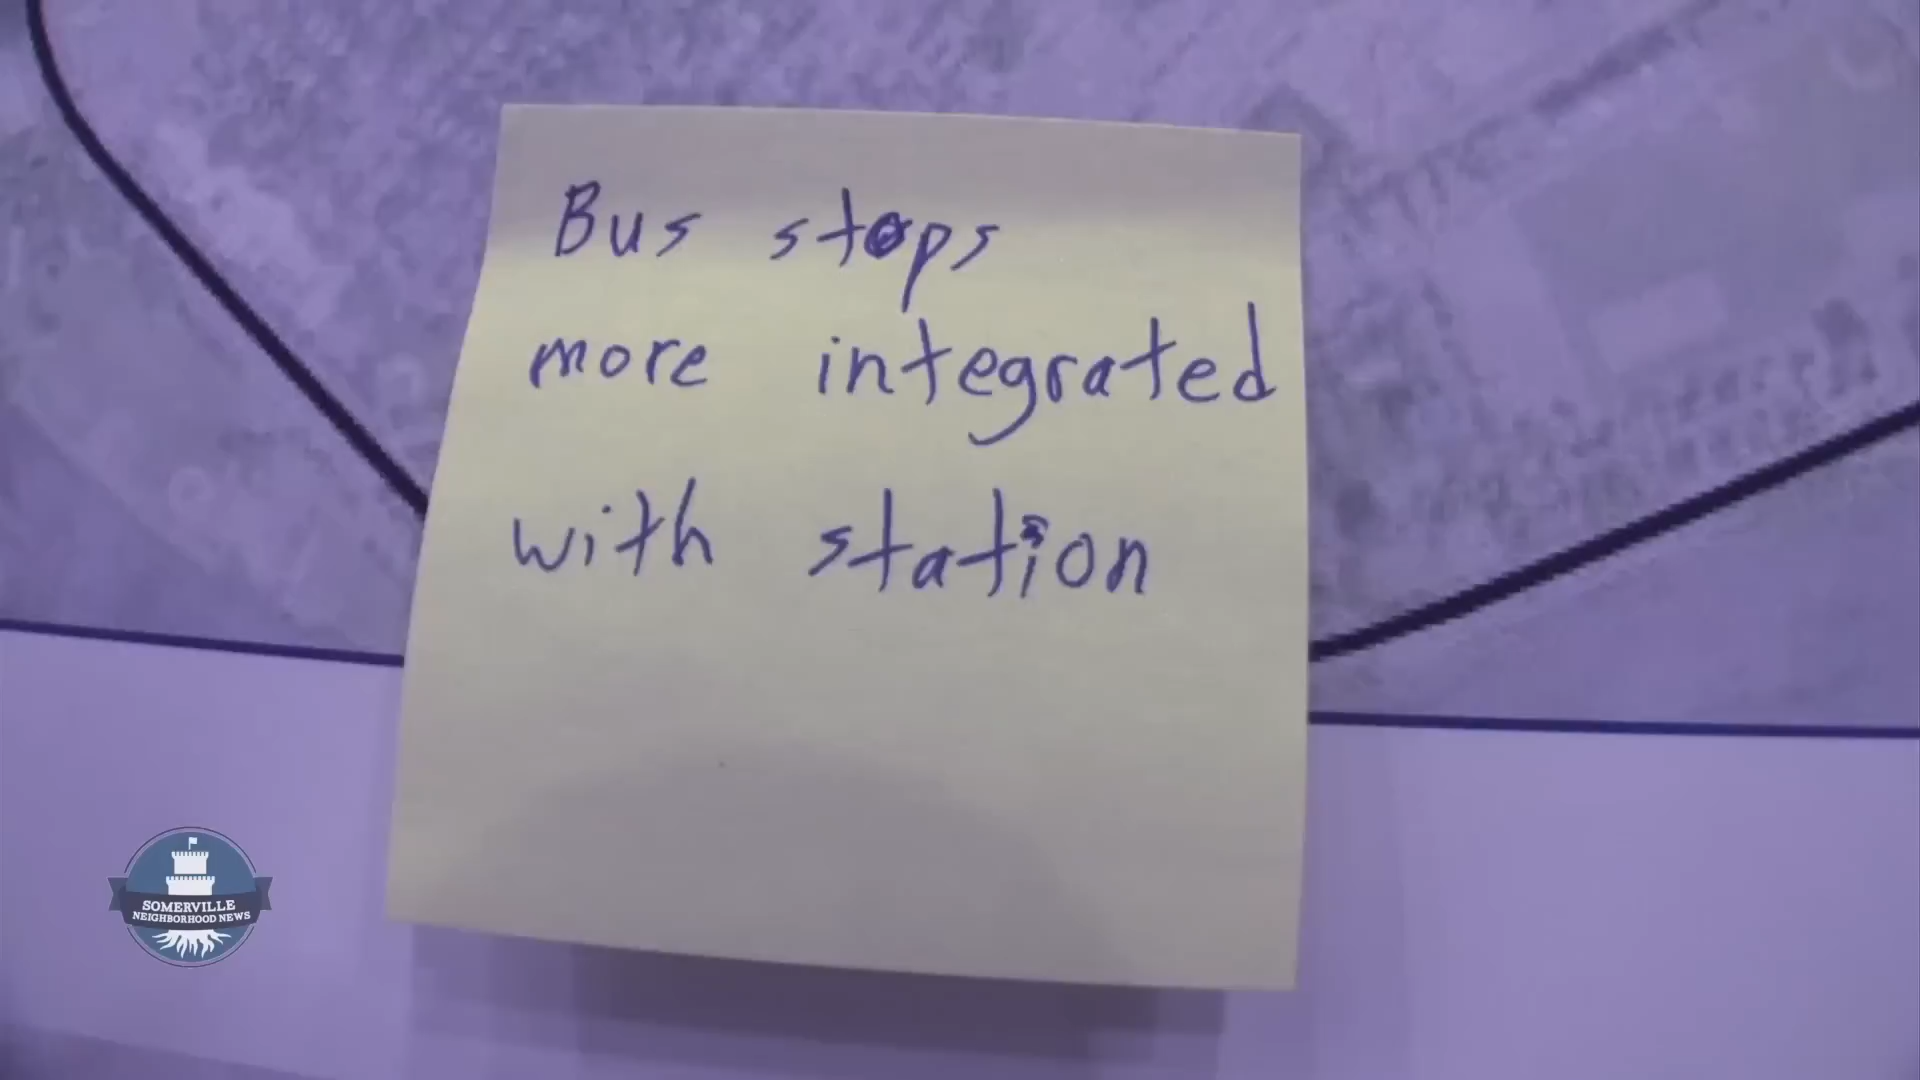 Bus stops
more integrated
with station
SOMERVILLE
NEIGHBORHOOD NEWS